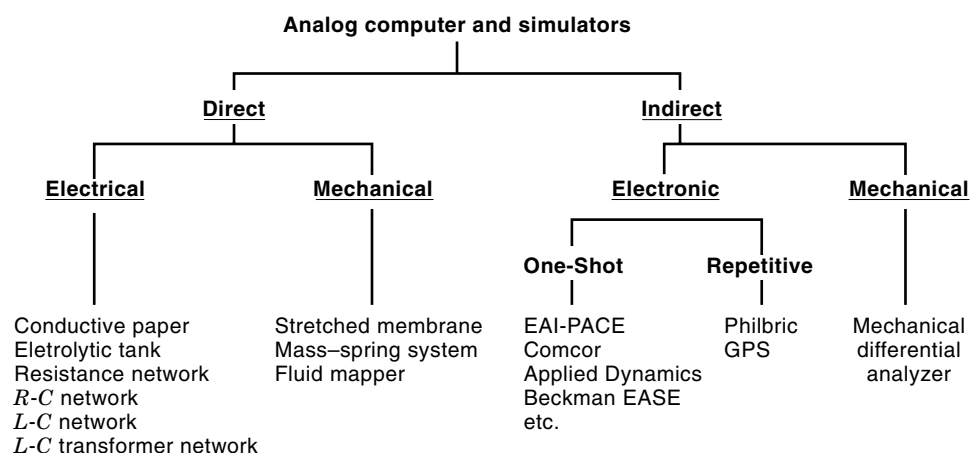 Analog computer and simulators
Direct
Indirect
Electrical
Mechanical
Electronic
Mechanical
One-Shot
Repetitive
Conductive paper
Eletrolytic tank
Resistance network
R-C network
L-C network
L-C transformer network
Stretched membrane
Mass–spring system
Fluid mapper
EAI-PACE
Comcor
Applied Dynamics
Beckman EASE
etc.
Philbric
GPS
Mechanical
differential
analyzer